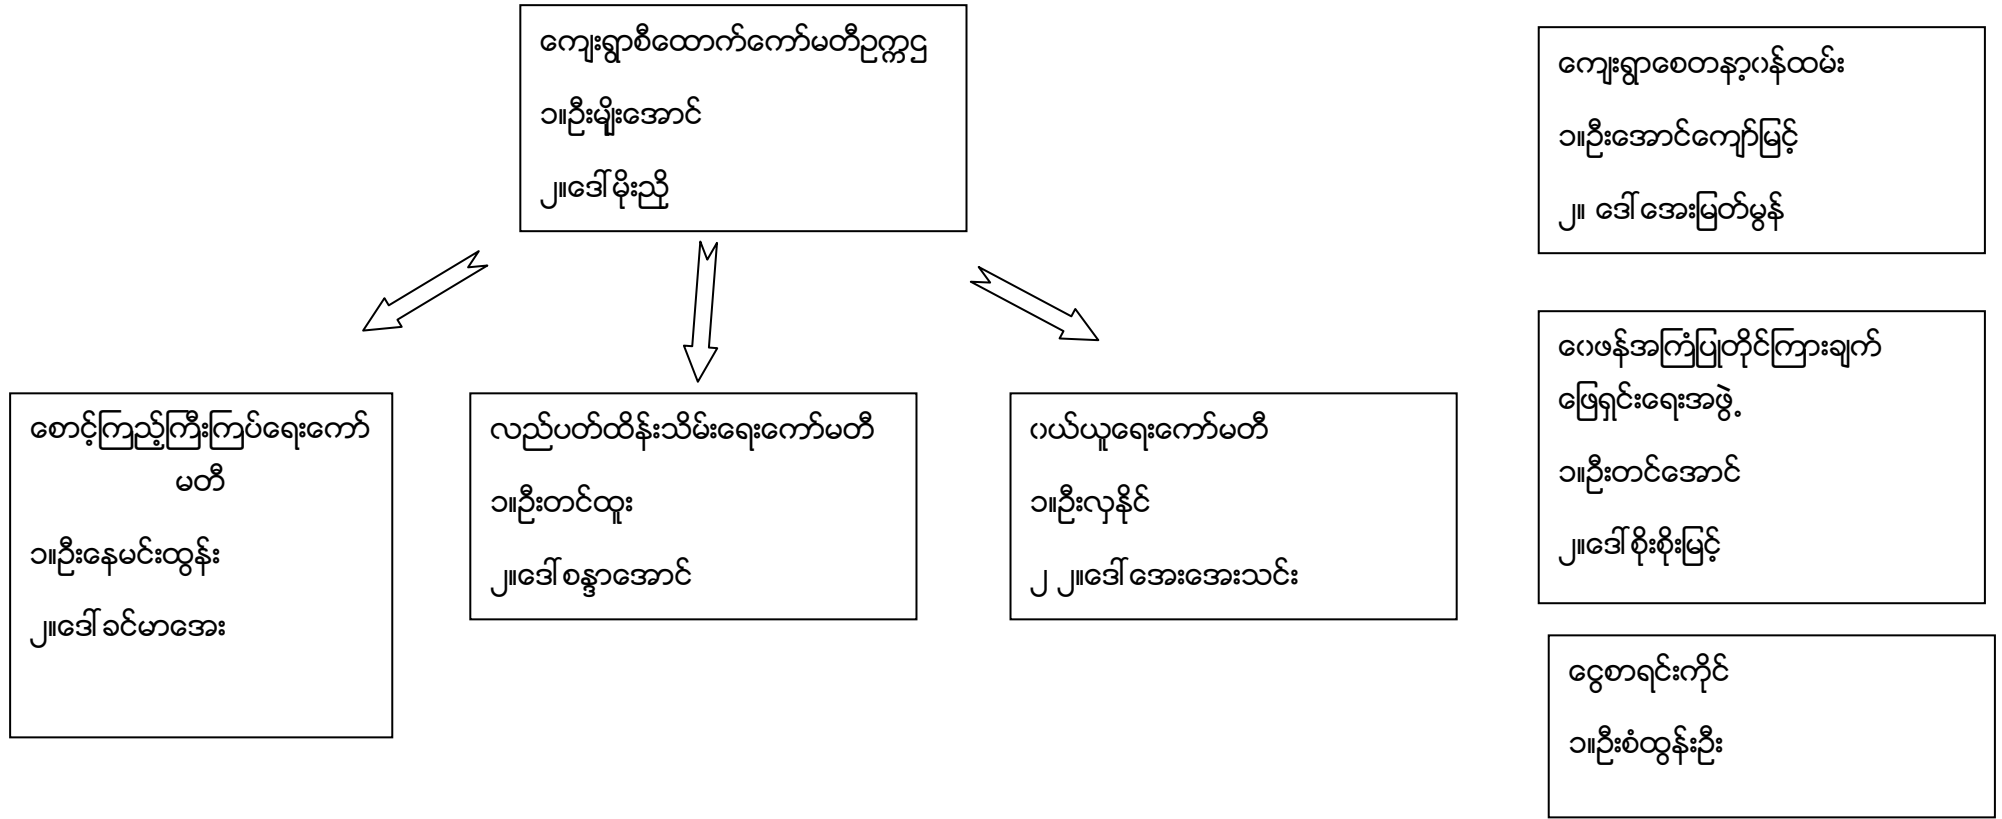 ကျေးရွာစီထောက်ကော်မတီဥက္ကဌ
၁။ဦးမျိုးအောင်
၂။ဒေါ်မိုးညို
စောင့်ကြည့်ကြီးကြပ်ရေးကော်
မတီ
၁။ဦးနေမင်းထွန်း
၂။ဒေါ်ခင်မာအေး
လည်ပတ်ထိန်းသိမ်းရေးကော်မတီ
၁။ဦးတင်ထူး
၂။ဒေါ်စန္ဒာအောင်
ဝယ်ယူရေးကော်မတီ
၁။ဦးလှနိုင်
၂ ၂။ဒေါ်အေးအေးသင်း
ကျေးရွာစေတနာ့ဝန်ထမ်း
၁။ဦးအောင်ကျော်မြင့်
၂။ ဒေါ်အေးမြတ်မွန်
ဝေဖန်အကြံပြုတိုင်ကြားချက်
ဖြေရှင်းရေးအဖွဲ့
၁။ဦးတင်အောင်
၂။ဒေါ်စိုးစိုးမြင့်
ငွေစာရင်းကိုင်
၁။ဦးစံထွန်းဦး